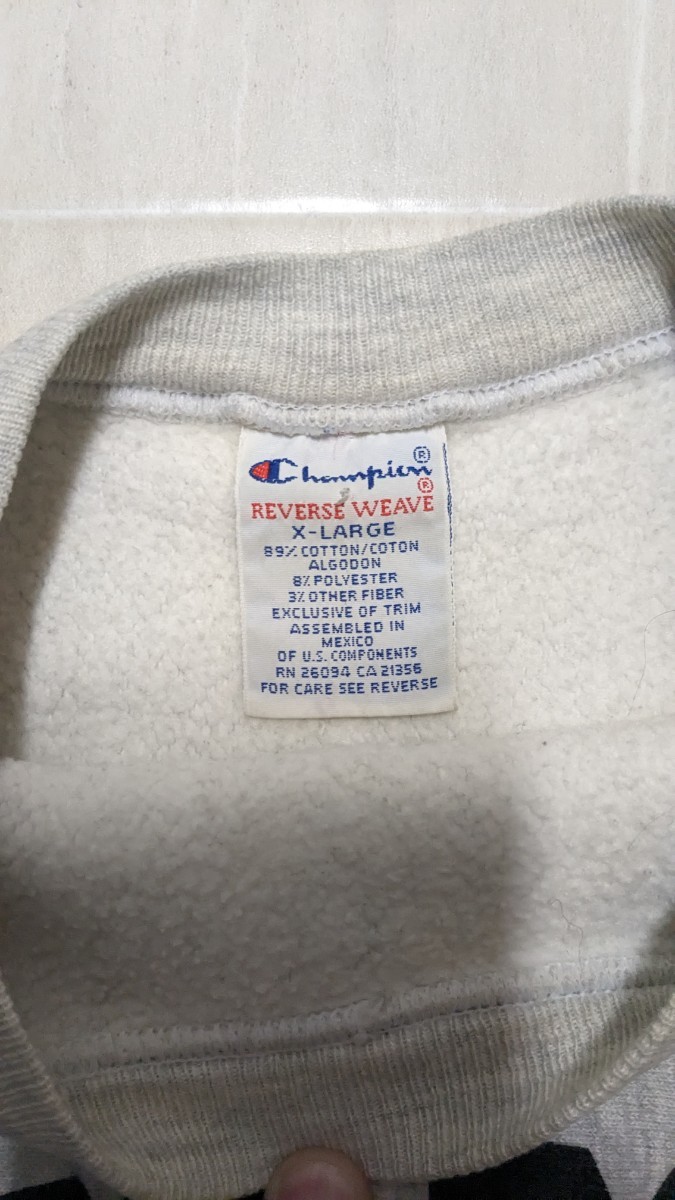 Champion®
REVERSE WEAVE®
X-LARGE
89% COTTON/COTON
ALGODON
8% POLYESTER
3% OTHER FIBER
EXCLUSIVE OF TRIM
ASSEMBLED IN
MEXICO
OF U.S. COMPONENTS
RN 26094 CA 21356
FOR CARE SEE REVERSE